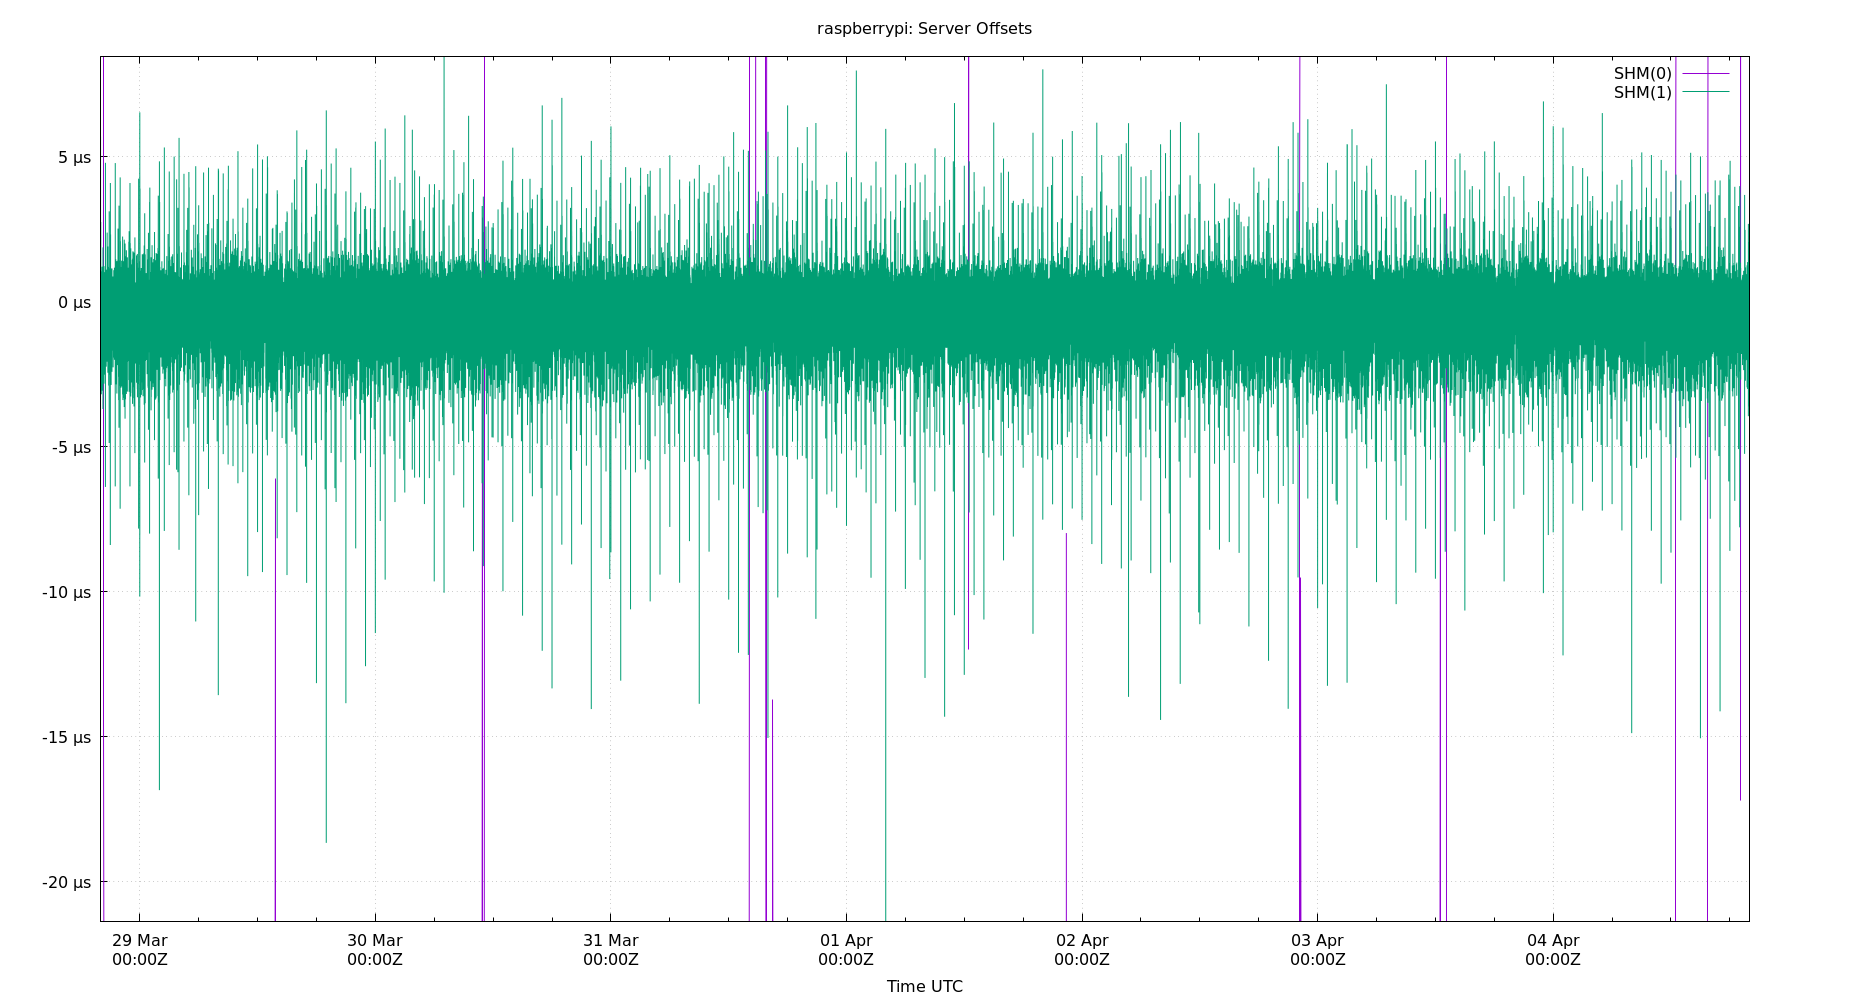 raspberrypi: Server Offsets
SHM(0)
SHM(1)
5 µs
0 µs
-5 µs
-10 µs
-15 µs
-20 µs
29 Mar 30 Mar 31 Mar 01 Apr 02 Apr 03 Apr 04 Apr
00:00Z 00:00Z 00:00Z 00:00Z 00:00Z 00:00Z 00:00Z
Time UTC